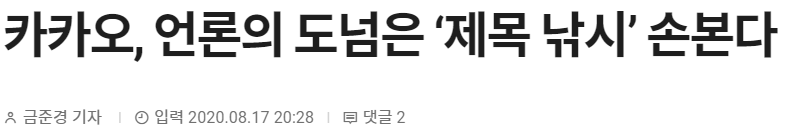 카카오, 언론의 도넘은 ‘제목 낚시’ 손본다
금준경 기자 입력 2020.08.17 20:28 댓글 2